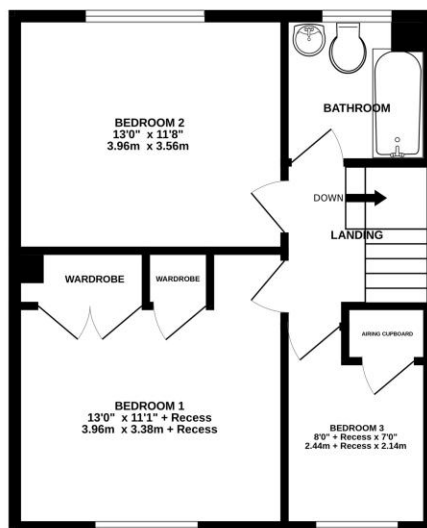 BATHROOM
BEDROOM 2
13'0" x 11'8"
3.96m x 3.56m
DOWN
LANDING
WARDROBE
WARDROBE
AIRING CUPBOARD
BEDROOM 1
13'0" x 11'1" + Recess
3.96m x 3.38m + Recess
BEDROOM 3
8'0" + Recess x 7'0"
2.44m + Recess x 2.14m